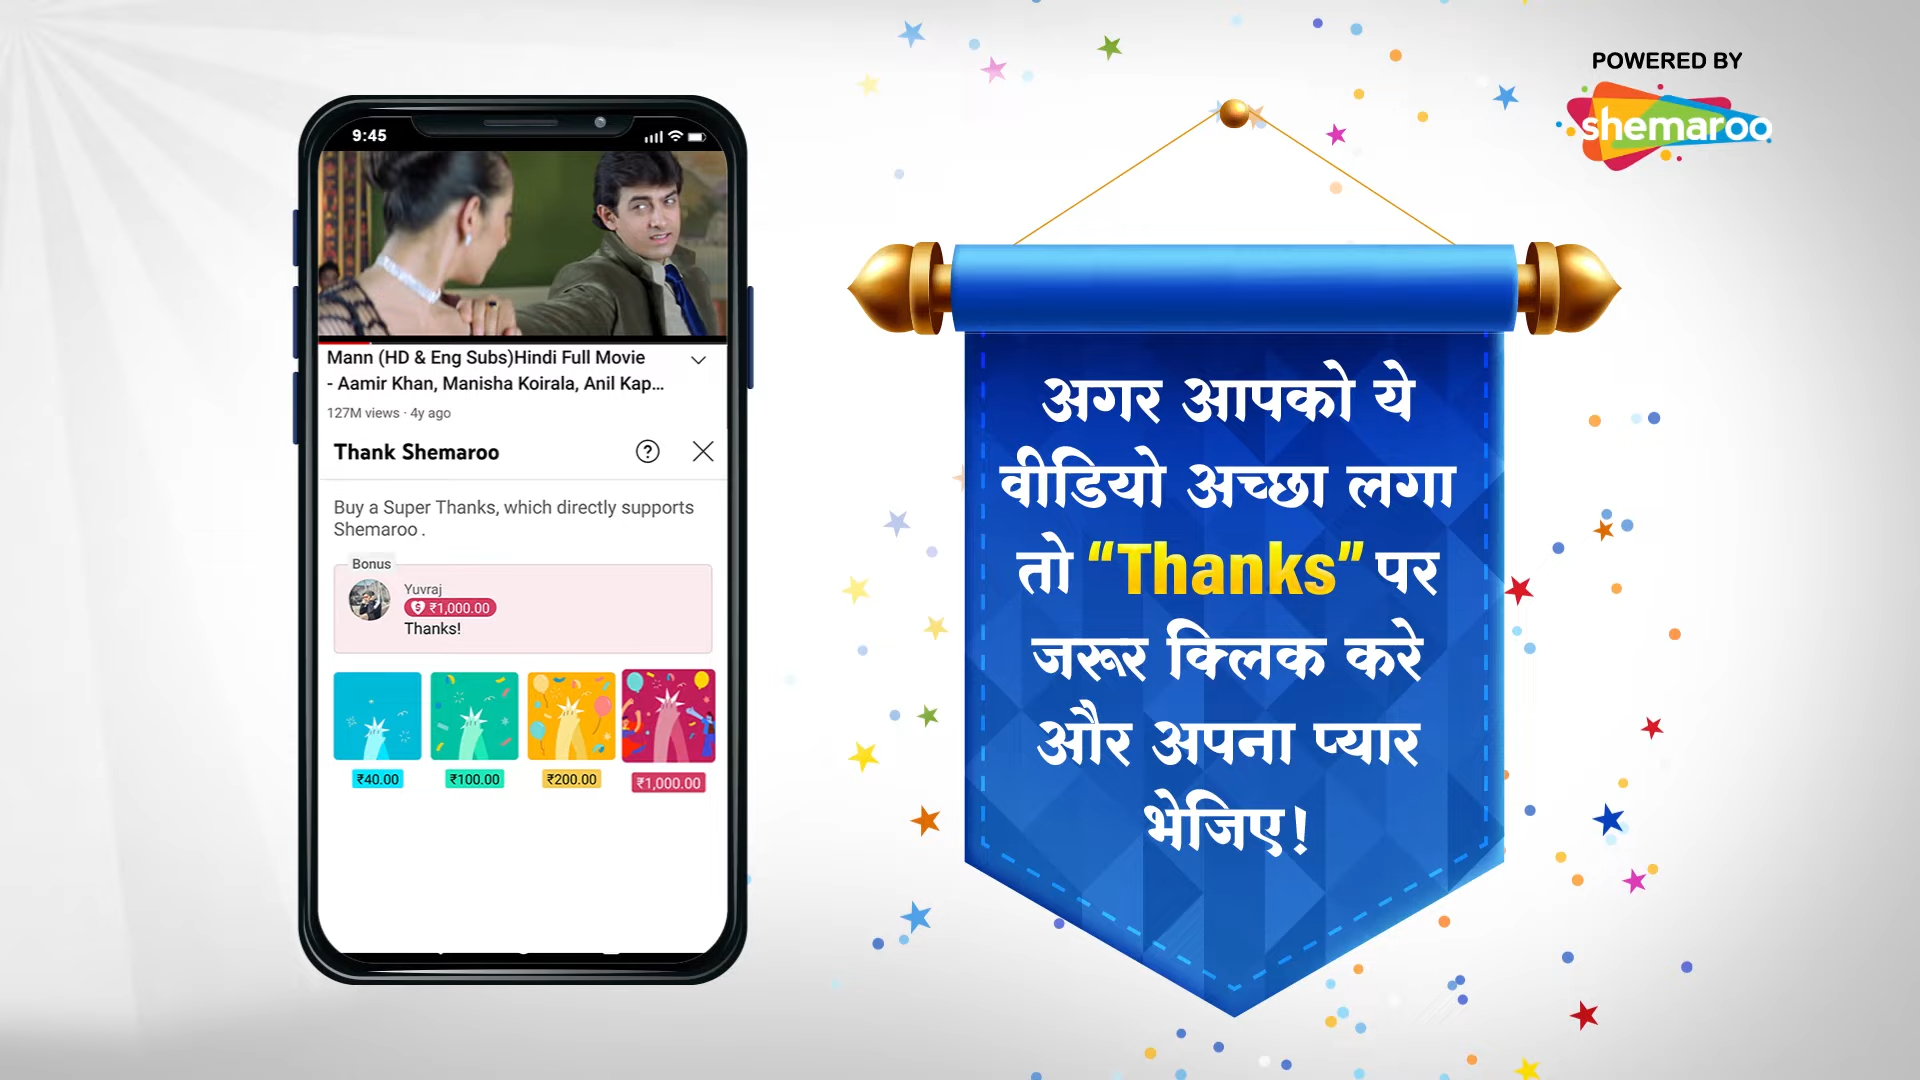 POWERED BY
shemaroo
9:45
Mann (HD & Eng Subs)Hindi Full Movie
- Aamir Khan, Manisha Koirala, Anil Kap...
127M views · 4y ago
Thank Shemaroo
?
Buy a Super Thanks, which directly supports
Shemaroo .
Bonus
Yuvraj
$ ₹1,000.00
Thanks!
₹40.00
₹100.00
₹200.00
₹1,000.00
अगर आपको ये
वीडियो अच्छा लगा
तो “Thanks” पर
जरूर क्लिक करे
और अपना प्यार
भेजिए!